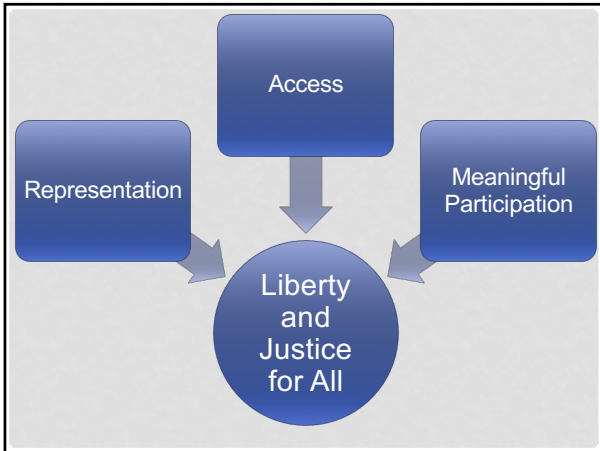 Access
Representation
Meaningful
Participation
Liberty
and
Justice
for All